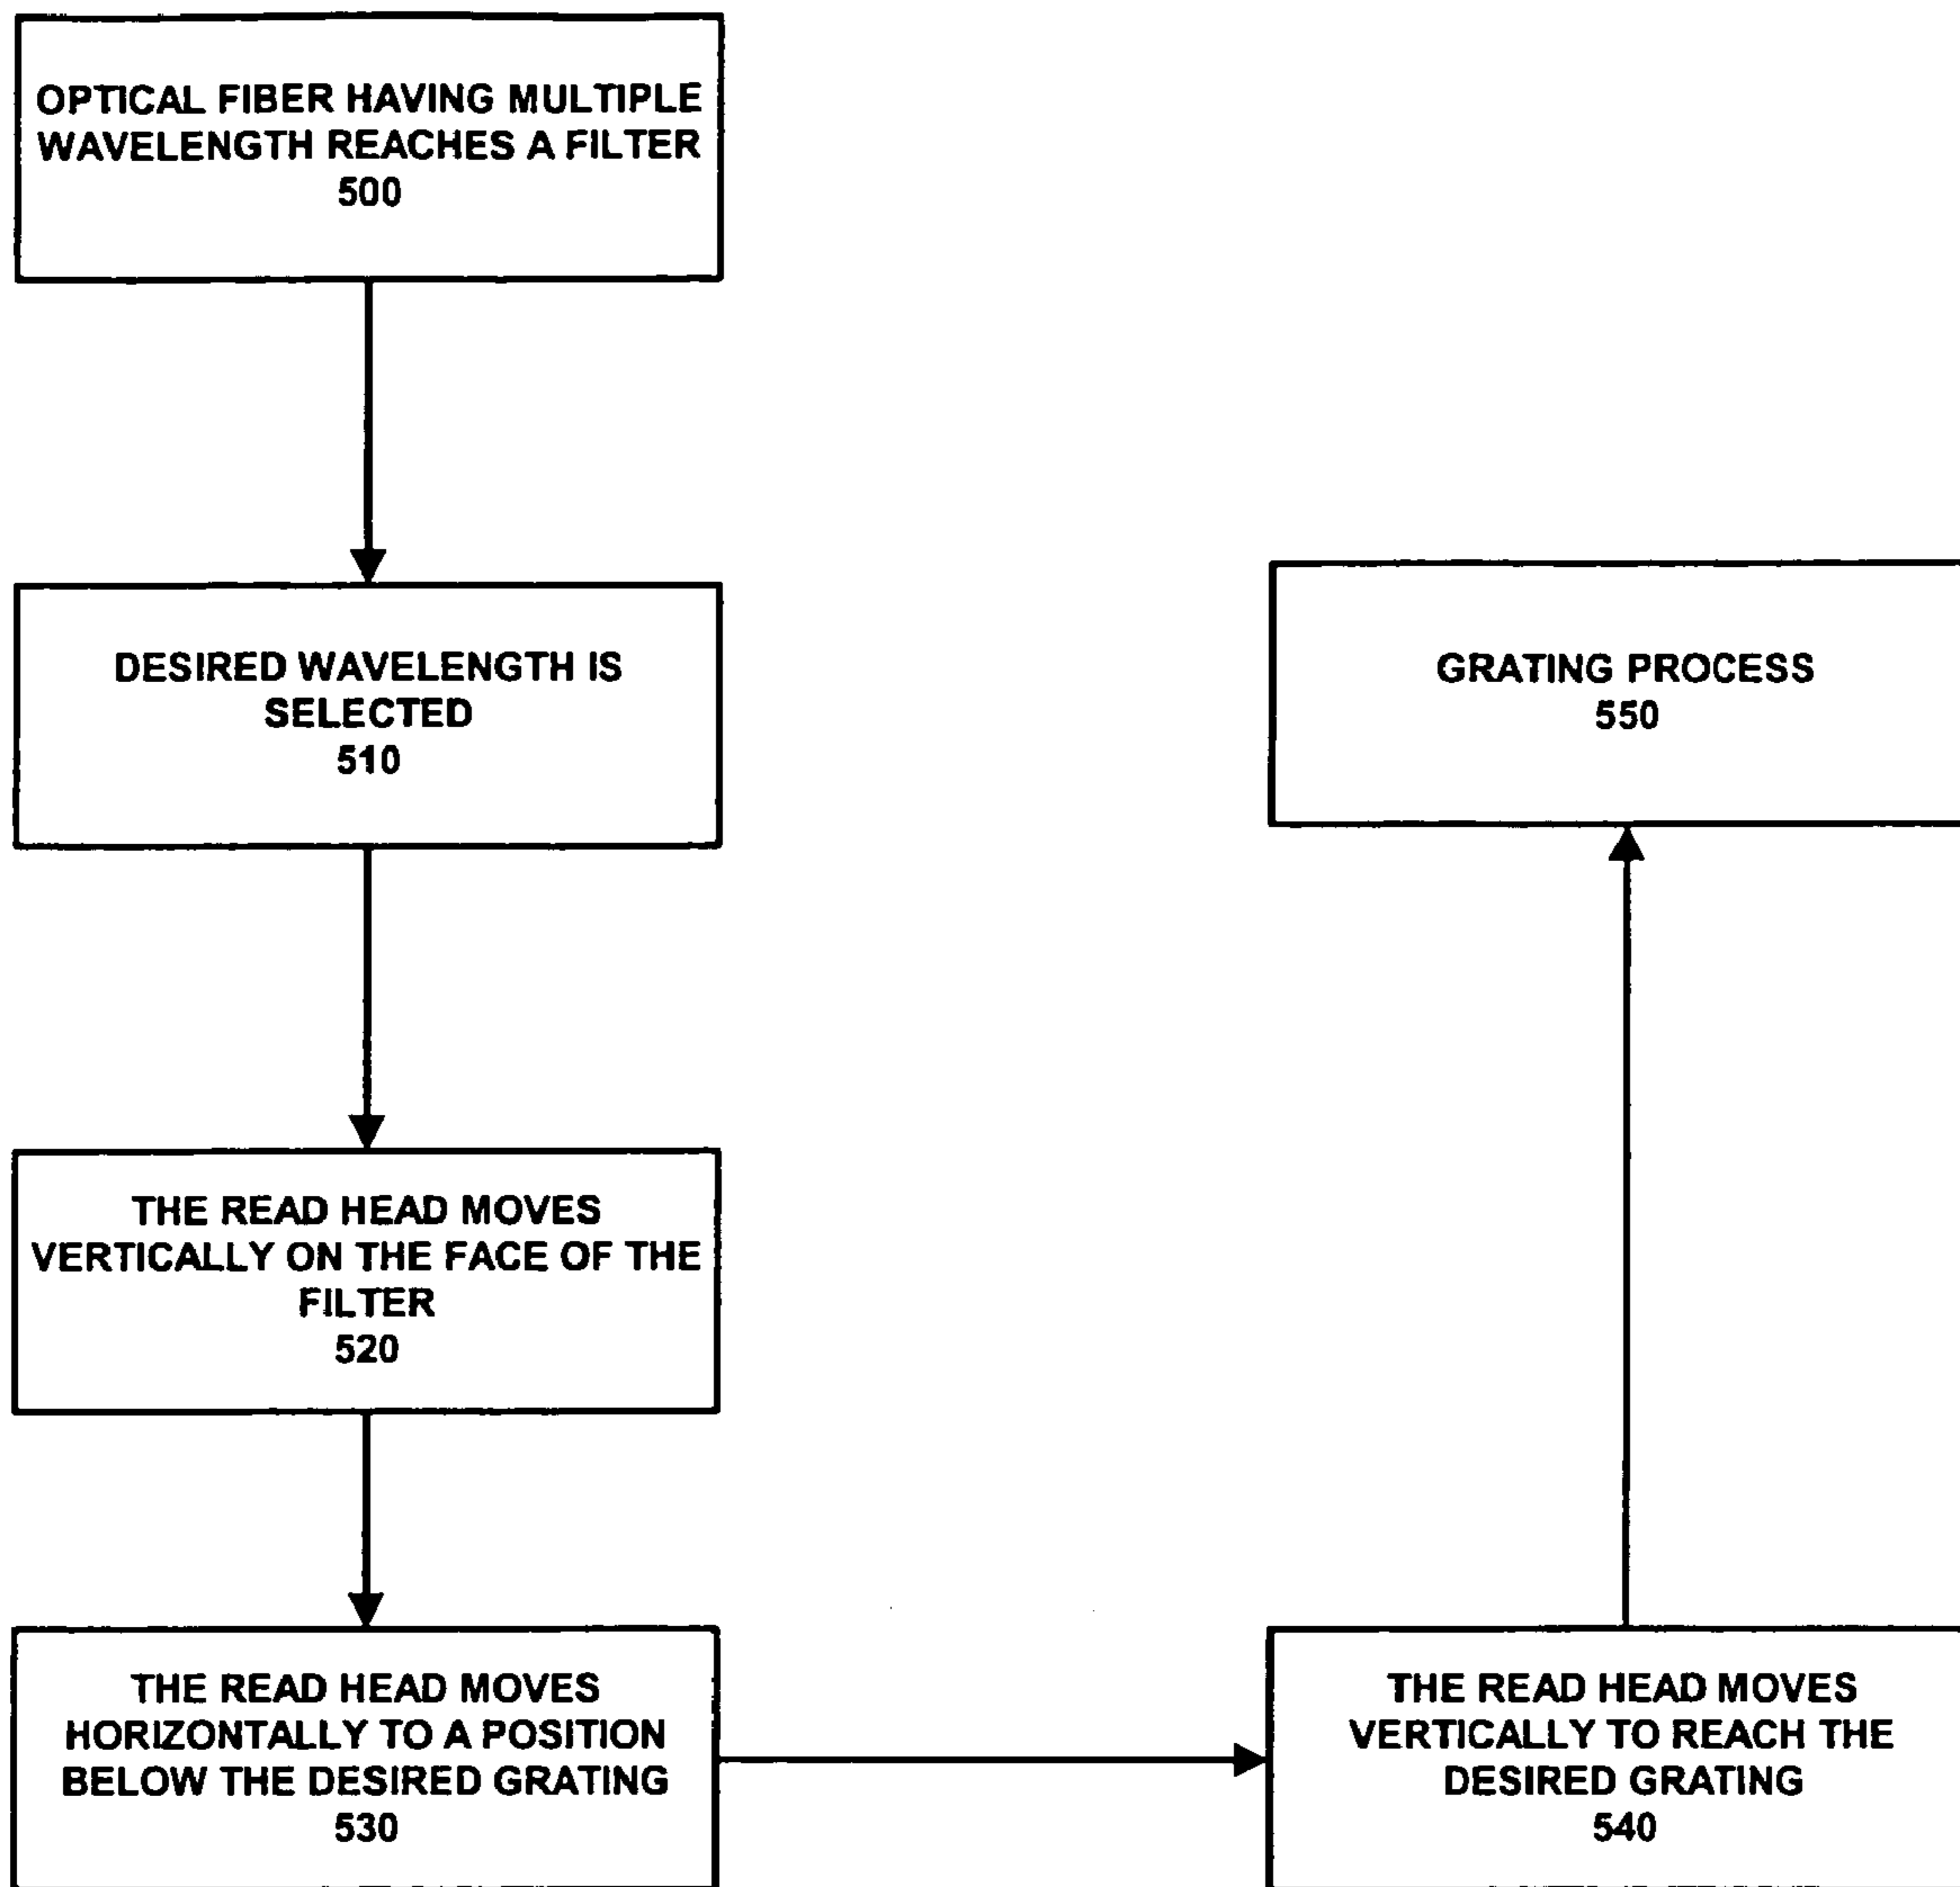 OPTICAL FIBER HAVING MULTIPLE
WAVELENGTH REACHES A FILTER
500
DESIRED WAVELENGTH IS
SELECTED
510
THE READ HEAD MOVES
VERTICALLY ON THE FACE OF THE
FILTER
520
THE READ HEAD MOVES
HORIZONTALLY TO A POSITION
BELOW THE DESIRED GRATING
530
THE READ HEAD MOVES
VERTICALLY TO REACH THE
DESIRED GRATING
540
GRATING PROCESS
550